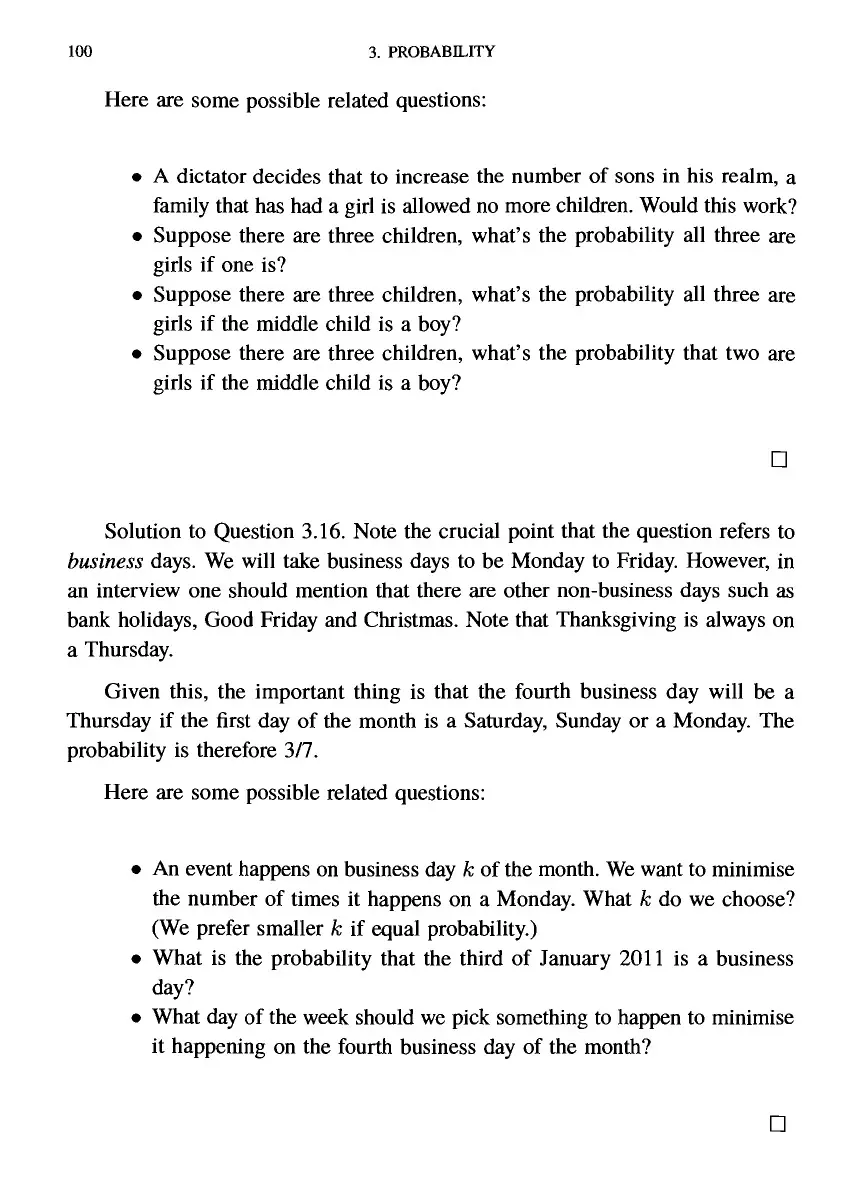 100
3. PROBABILITY
Here are some possible related questions:
• A dictator decides that to increase the number of sons in his realm, a
family that has had a girl is allowed no more children. Would this work?
• Suppose there are three children, what's the probability all three are
girls if one is?
• Suppose there are three children, what's the probability all three are
girls if the middle child is a boy?
• Suppose there are three children, what's the probability that two are
girls if the middle child is a boy?
□
Solution to Question 3.16. Note the crucial point that the question refers to
business days. We will take business days to be Monday to Friday. However, in
an interview one should mention that there are other non-business days such as
bank holidays, Good Friday and Christmas. Note that Thanksgiving is always on
a Thursday.
Given this, the important thing is that the fourth business day will be a
Thursday if the first day of the month is a Saturday, Sunday or a Monday. The
probability is therefore 3/7.
Here are some possible related questions:
• An event happens on business day k of the month. We want to minimise
the number of times it happens on a Monday. What k do we choose?
(We prefer smaller k if equal probability.)
• What is the probability that the third of January 2011 is a business
day?
• What day of the week should we pick something to happen to minimise
it happening on the fourth business day of the month?
□